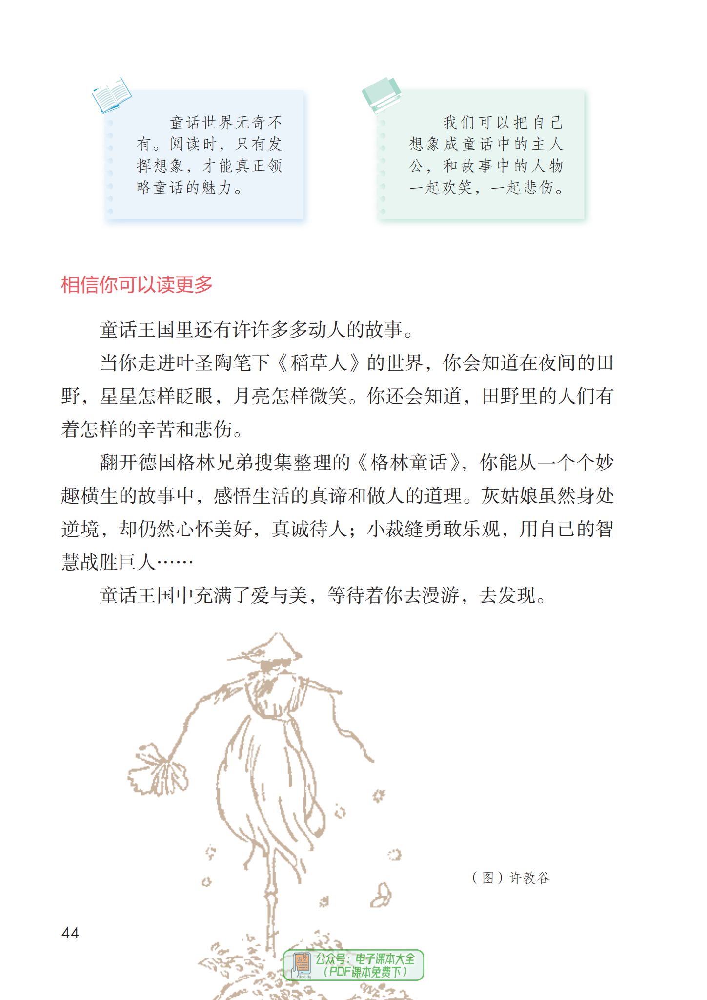 童话世界无奇不
有。阅读时，只有发
挥想象，才能真正领
略童话的魅力。
我们可以把自己
想象成童话中的主人
公，和故事中的人物
一起欢笑，一起悲伤。
相信你可以读更多
童话王国里还有许许多多动人的故事。
当你走进叶圣陶笔下《稻草人》的世界，你会知道在夜间的田
野，星星怎样眨眼，月亮怎样微笑。你还会知道，田野里的人们有
着怎样的辛苦和悲伤。
翻开德国格林兄弟搜集整理的《格林童话》，你能从一个个妙
趣横生的故事中，感悟生活的真谛和做人的道理。灰姑娘虽然身处
逆境，却仍然心怀美好，真诚待人；小裁缝勇敢乐观，用自己的智
慧战胜巨人……
童话王国中充满了爱与美，等待着你去漫游，去发现。
（图）许敦谷
44
语文
dzkbdq
公众号：电子课本大全
（PDF课本免费下）